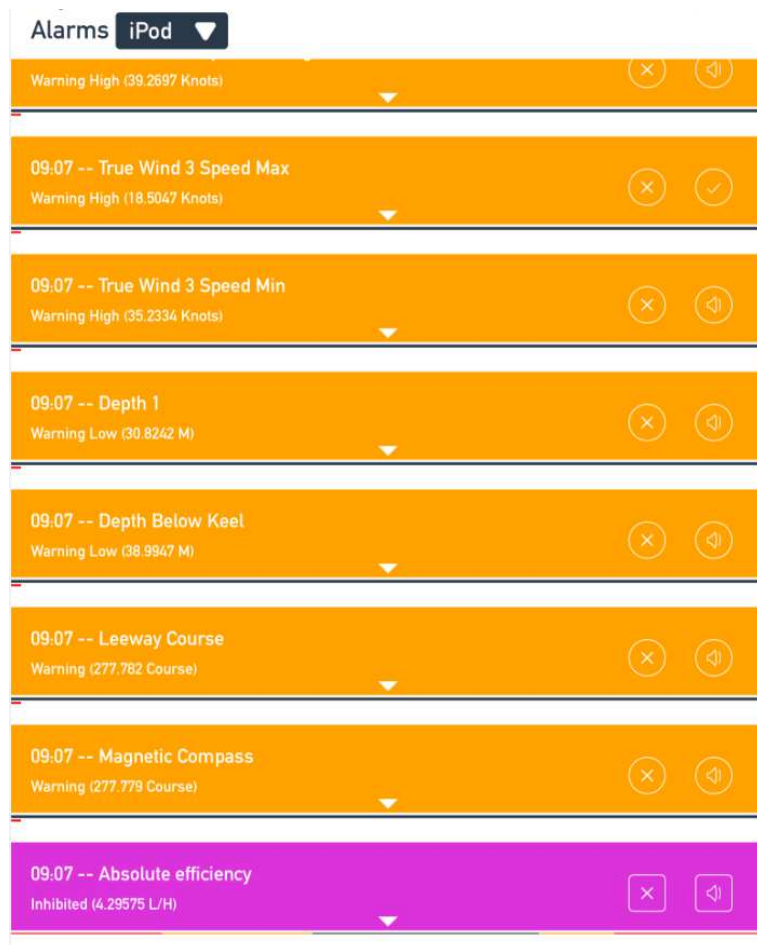 Alarms iPod
Warning High (39.2697 Knots)
09:07 -- True Wind 3 Speed Max
Warning High (18.5047 Knots)
09:07 -- True Wind 3 Speed Min
Warning High (35.2334 Knots)
09:07 -- Depth 1
Warning Low (30.8242 M)
09:07 -- Depth Below Keel
Warning Low (38.9947 M)
09:07 -- Leeway Course
Warning (277.782 Course)
09:07 -- Magnetic Compass
Warning (277.779 Course)
09:07 -- Absolute efficiency
Inhibited (4.29575 L/H)